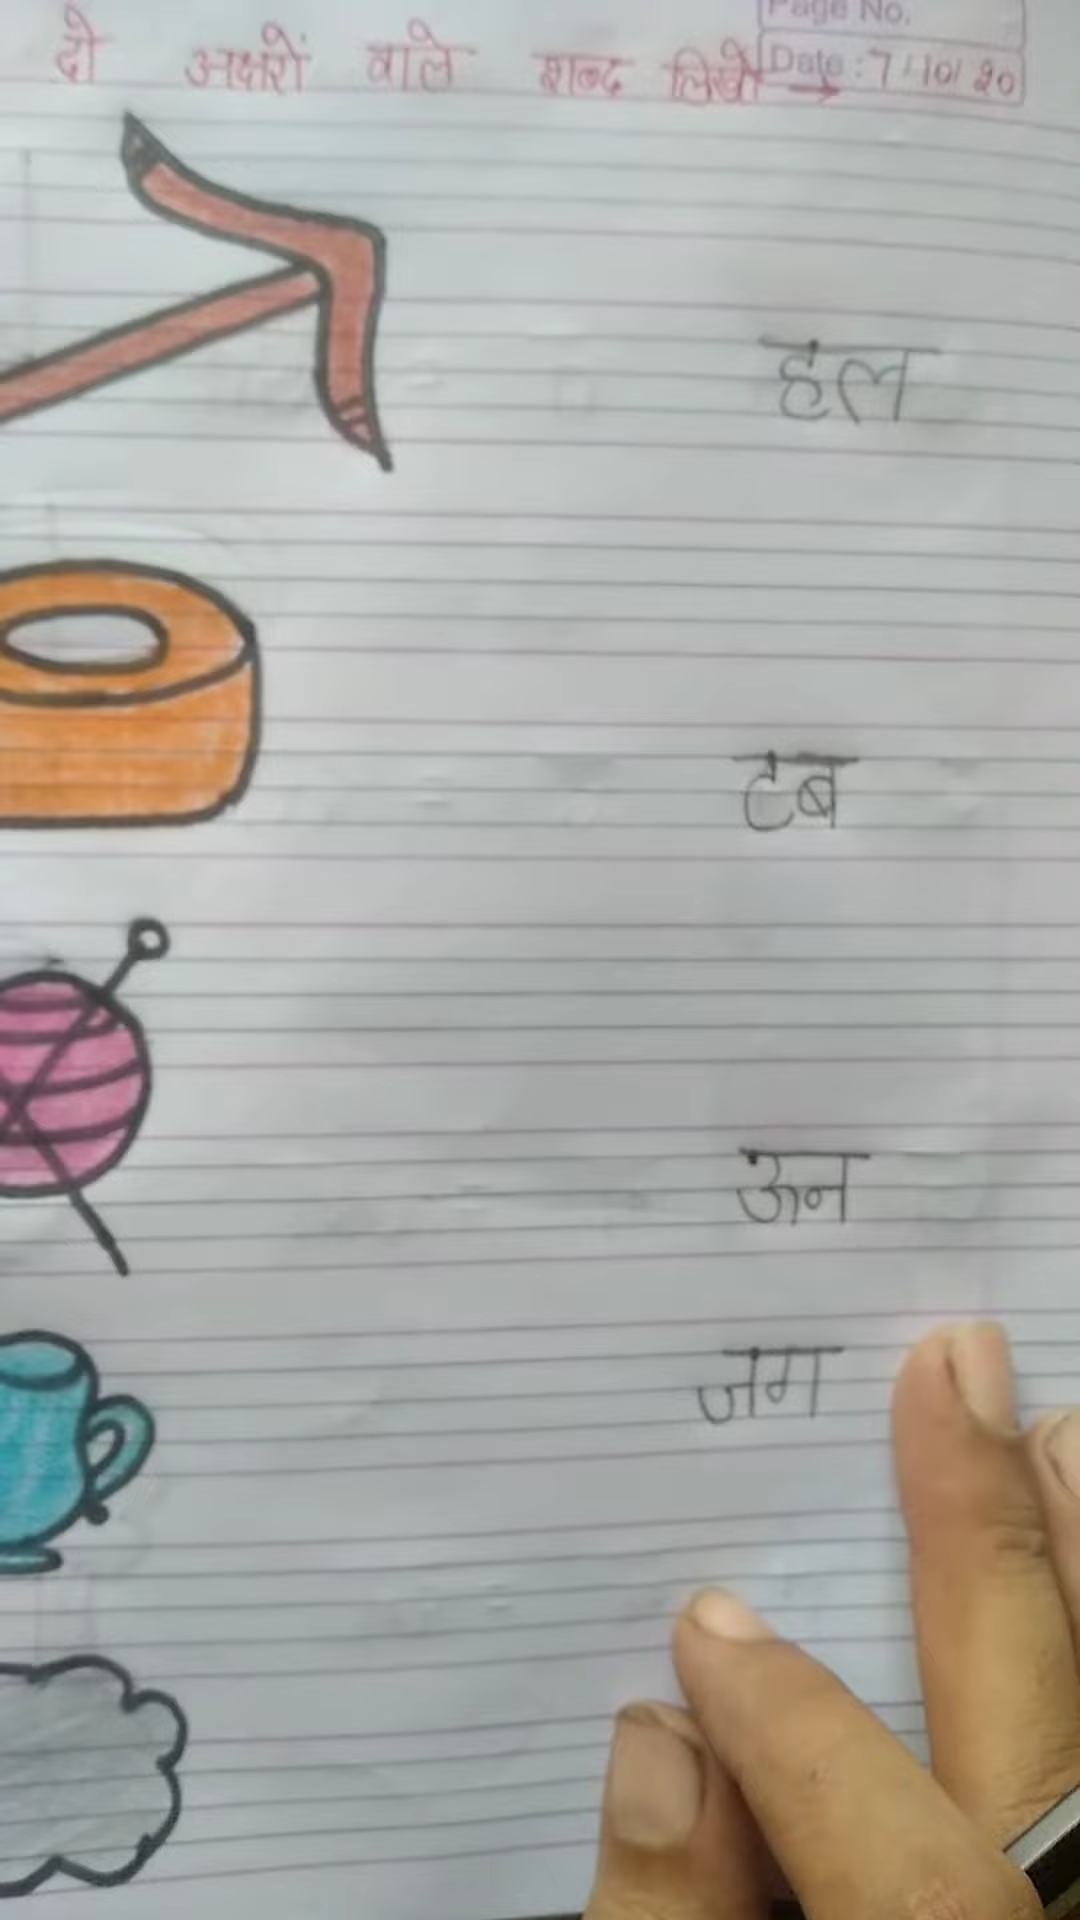 Page No.
दो अक्षरों वाले शब्द लिखो →
Date: 7/10/20
हल
टब
ऊन
जग